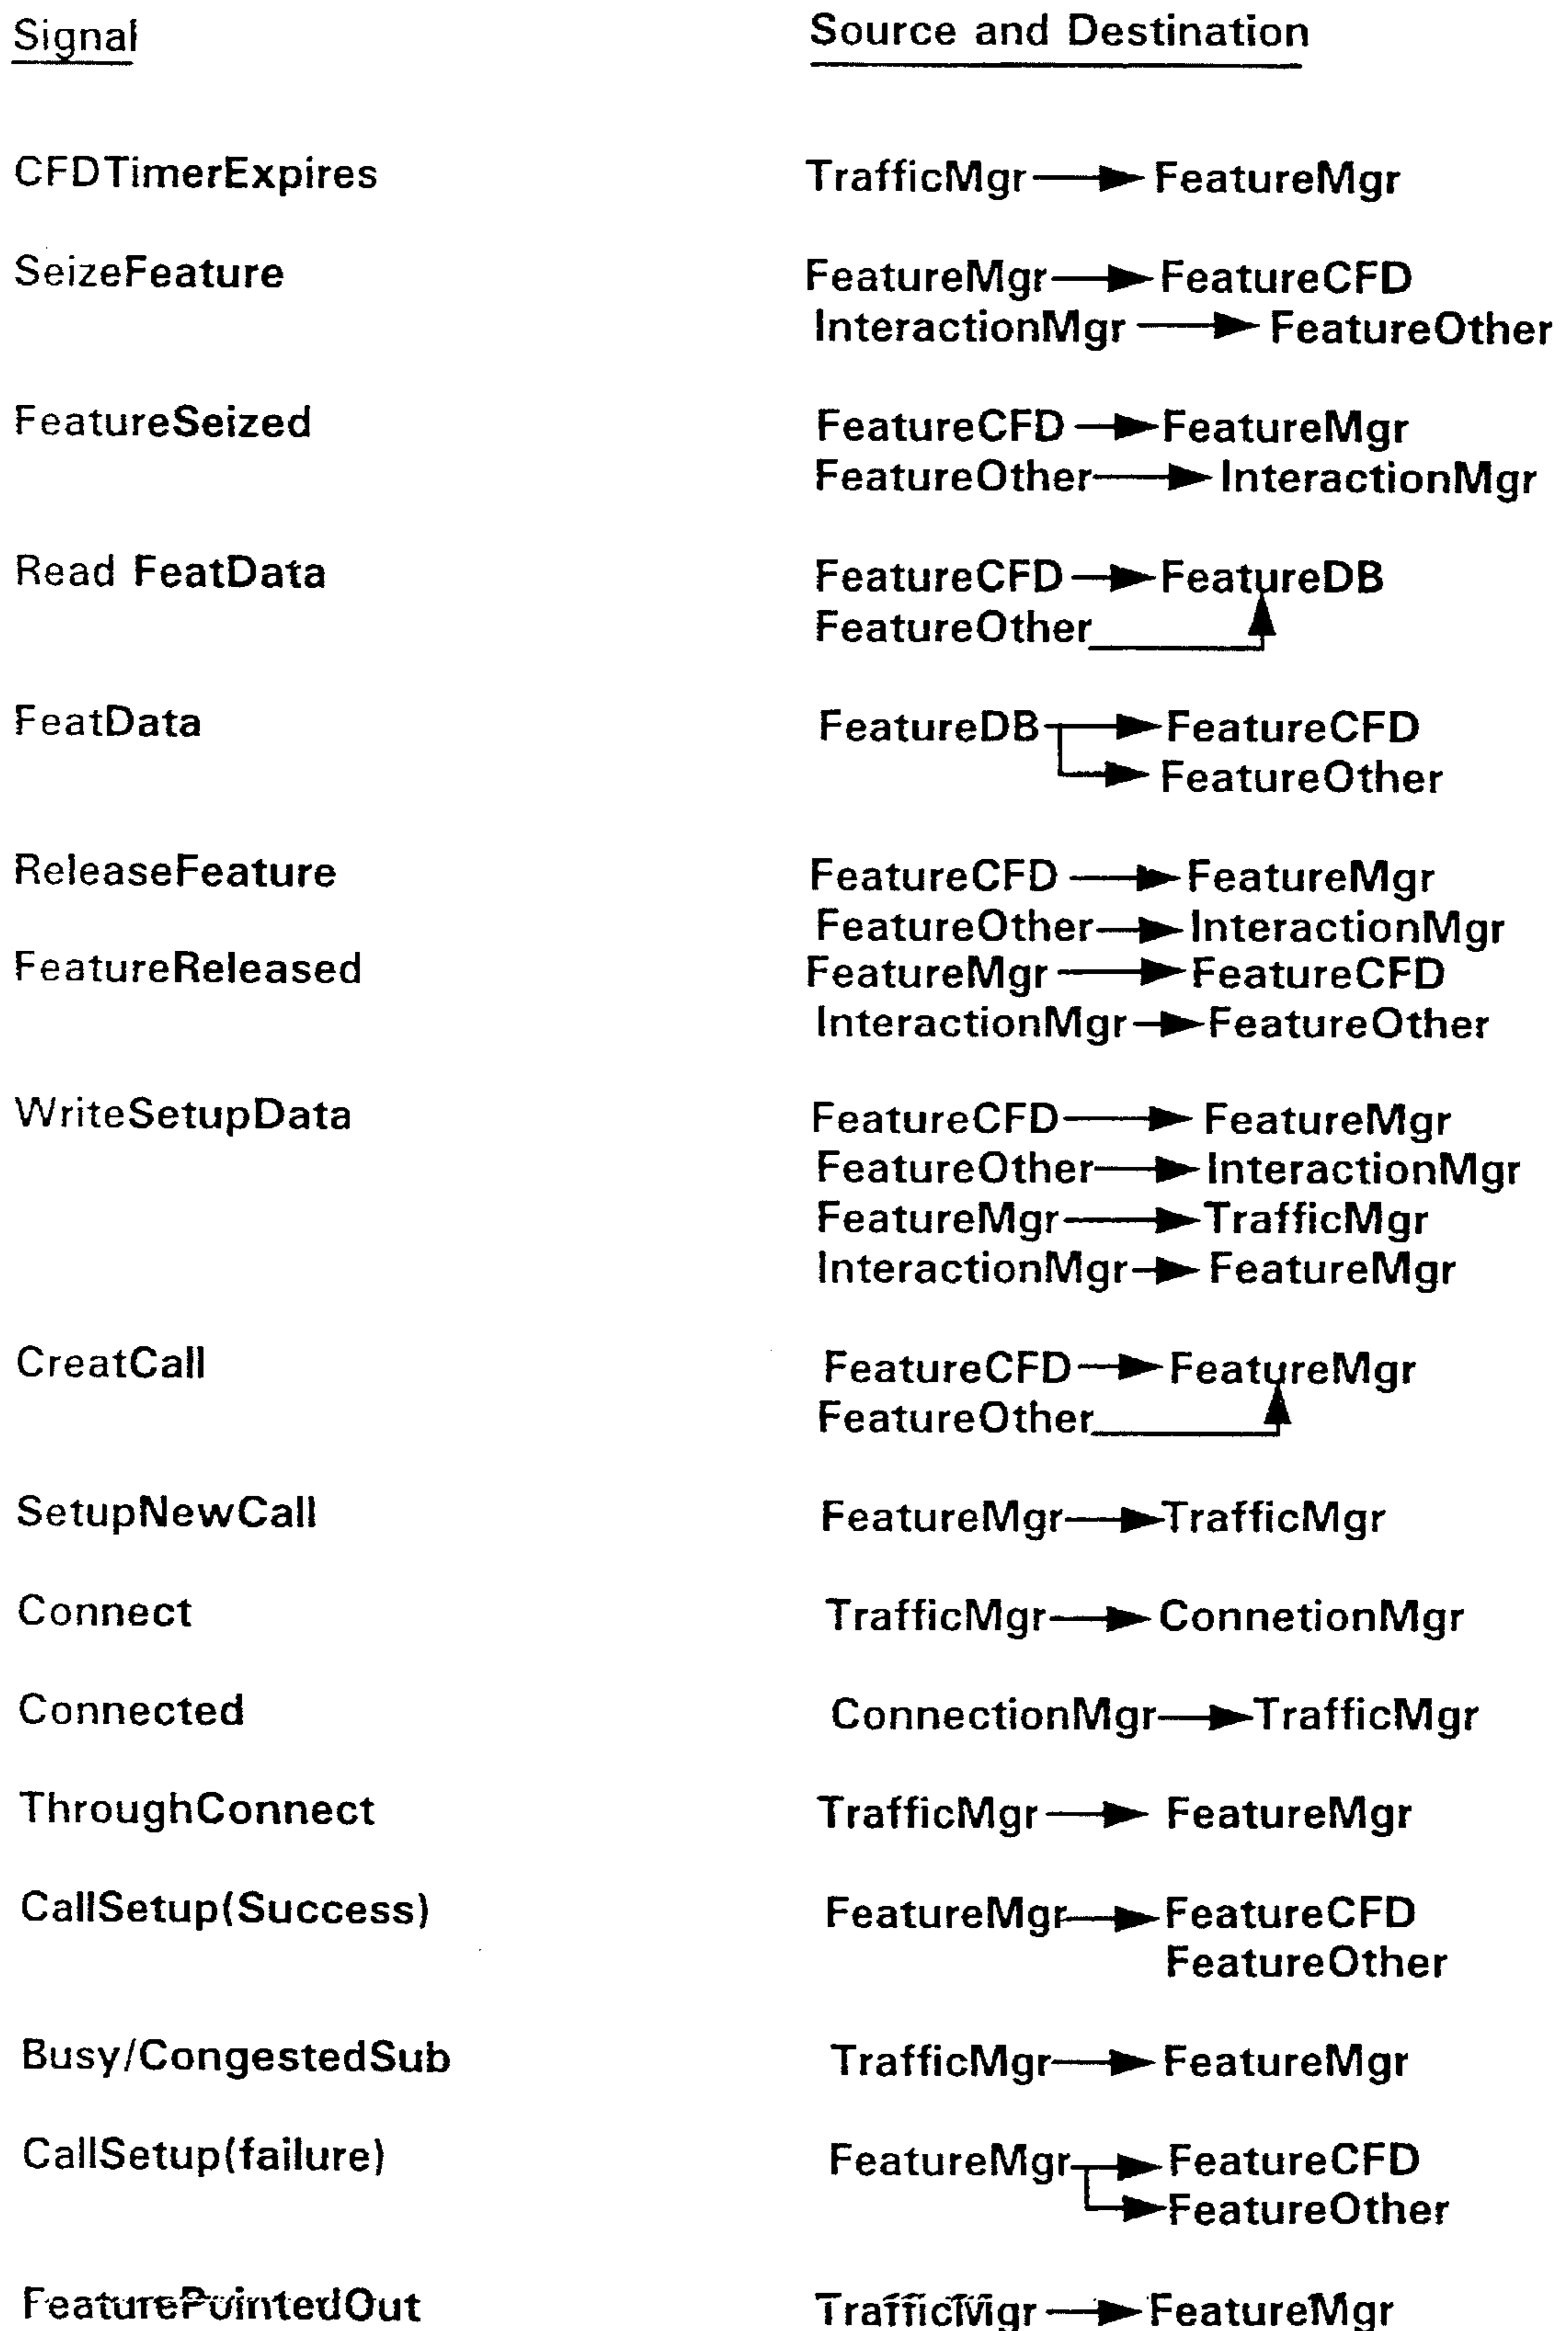 Signal Source and Destination
CFDTimerExpires TrafficMgr → FeatureMgr
SeizeFeature FeatureMgr → FeatureCFD
InteractionMgr → FeatureOther
FeatureSeized FeatureCFD → FeatureMgr
FeatureOther → InteractionMgr
Read FeatData FeatureCFD → FeatureDB
FeatureOther
FeatData FeatureDB → FeatureCFD
→ FeatureOther
ReleaseFeature FeatureCFD → FeatureMgr
FeatureOther → InteractionMgr
FeatureReleased FeatureMgr → FeatureCFD
InteractionMgr → FeatureOther
WriteSetupData FeatureCFD → FeatureMgr
FeatureOther → InteractionMgr
FeatureMgr → TrafficMgr
InteractionMgr → FeatureMgr
CreatCall FeatureCFD → FeatureMgr
FeatureOther
SetupNewCall FeatureMgr → TrafficMgr
Connect TrafficMgr → ConnetionMgr
Connected ConnectionMgr → TrafficMgr
ThroughConnect TrafficMgr → FeatureMgr
CallSetup(Success) FeatureMgr → FeatureCFD
FeatureOther
Busy/CongestedSub TrafficMgr → FeatureMgr
CallSetup(failure) FeatureMgr → FeatureCFD
→ FeatureOther
FeaturePointedOut TrafficMgr → FeatureMgr